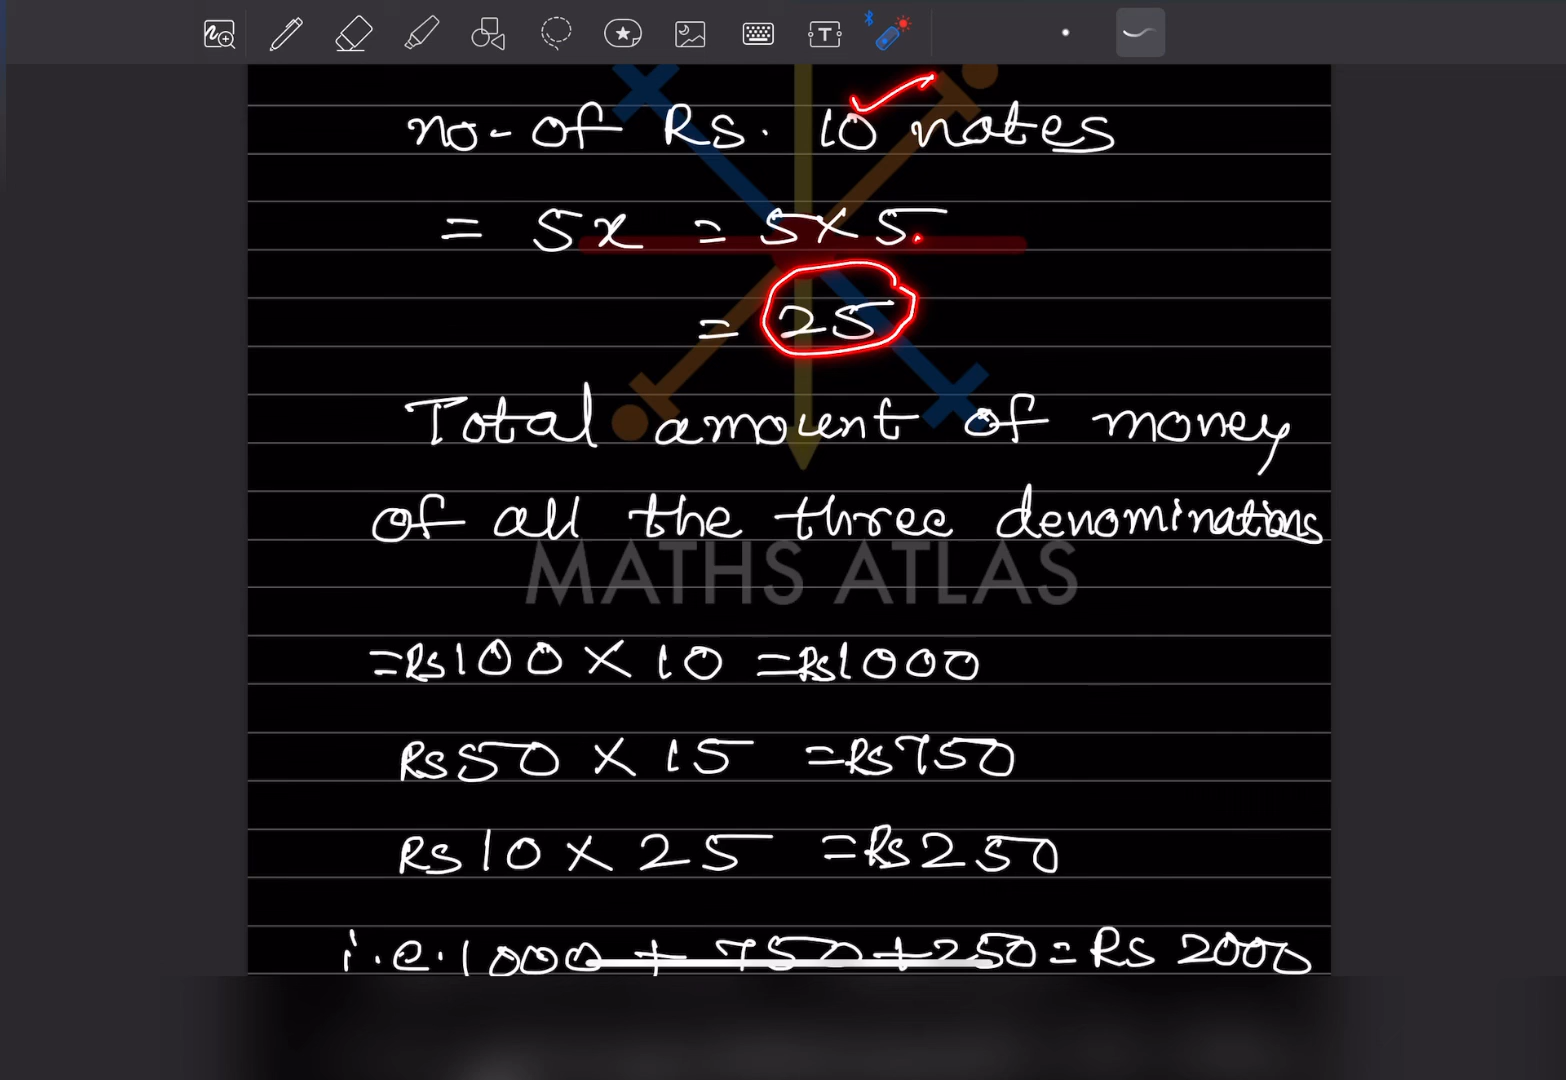 no- of Rs. 10 notes
= 5x = 5×5
= 25
Total amount of money
of all the three denominations
MATHS ATLAS
=Rs100 × 10 =Rs1000
Rs50 × 15 =Rs750
Rs10 × 25 =Rs250
i.e. 1000 + 750 + 250 = Rs 2000